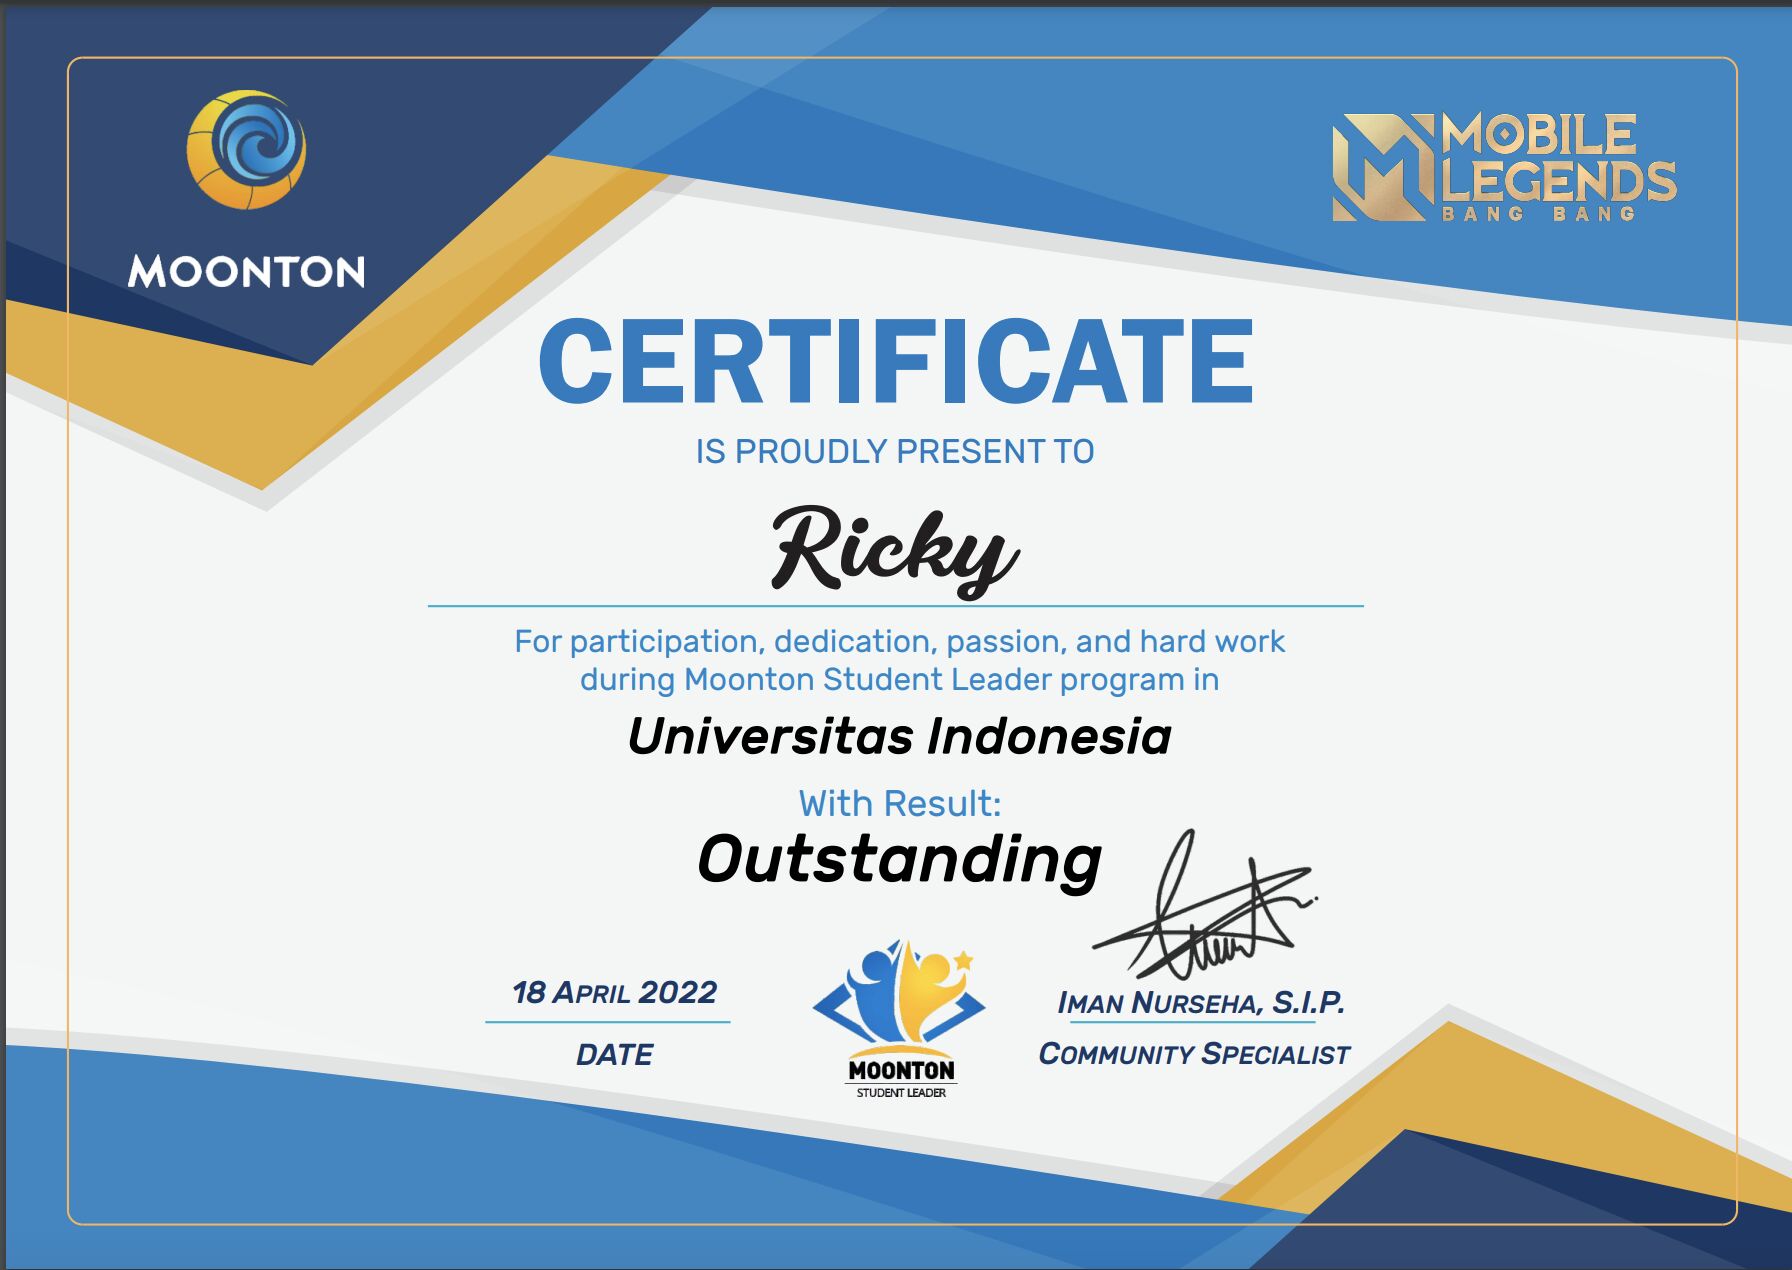 MOONTON
MOBILE
LEGENDS
BANG BANG
CERTIFICATE
IS PROUDLY PRESENT TO
Ricky
For participation, dedication, passion, and hard work
during Moonton Student Leader program in
Universitas Indonesia
With Result:
Outstanding
18 APRIL 2022
DATE
MOONTON
STUDENT LEADER
IMAN NURSEHA, S.I.P.
COMMUNITY SPECIALIST